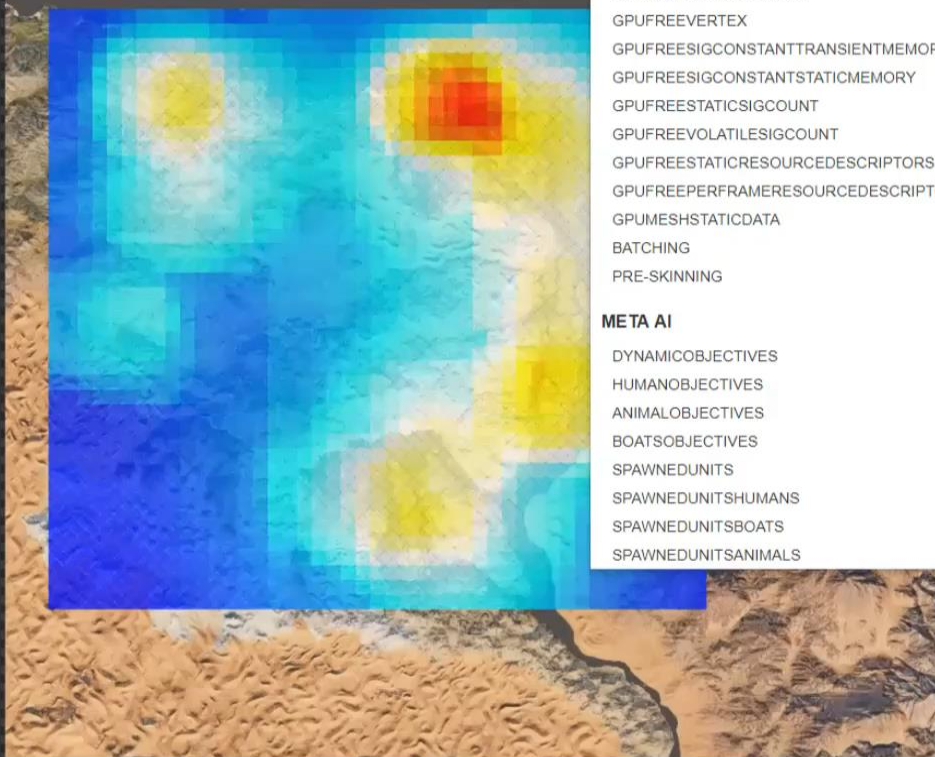 GPUFREEVERTEX
GPUFREESIGCONSTANTTRANSIENTMEMOR
GPUFREESIGCONSTANTSTATICMEMORY
GPUFREESTATICSIGCOUNT
GPUFREEVOLATILESIGCOUNT
GPUFREESTATICRESOURCEDESCRIPTORS
GPUFREEPERFRAMERESOURCEDESCRIPT
GPUMESHSTATICDATA
BATCHING
PRE-SKINNING
META AI
DYNAMICOBJECTIVES
HUMANOBJECTIVES
ANIMALOBJECTIVES
BOATSOBJECTIVES
SPAWNEDUNITS
SPAWNEDUNITSHUMANS
SPAWNEDUNITSBOATS
SPAWNEDUNITSANIMALS